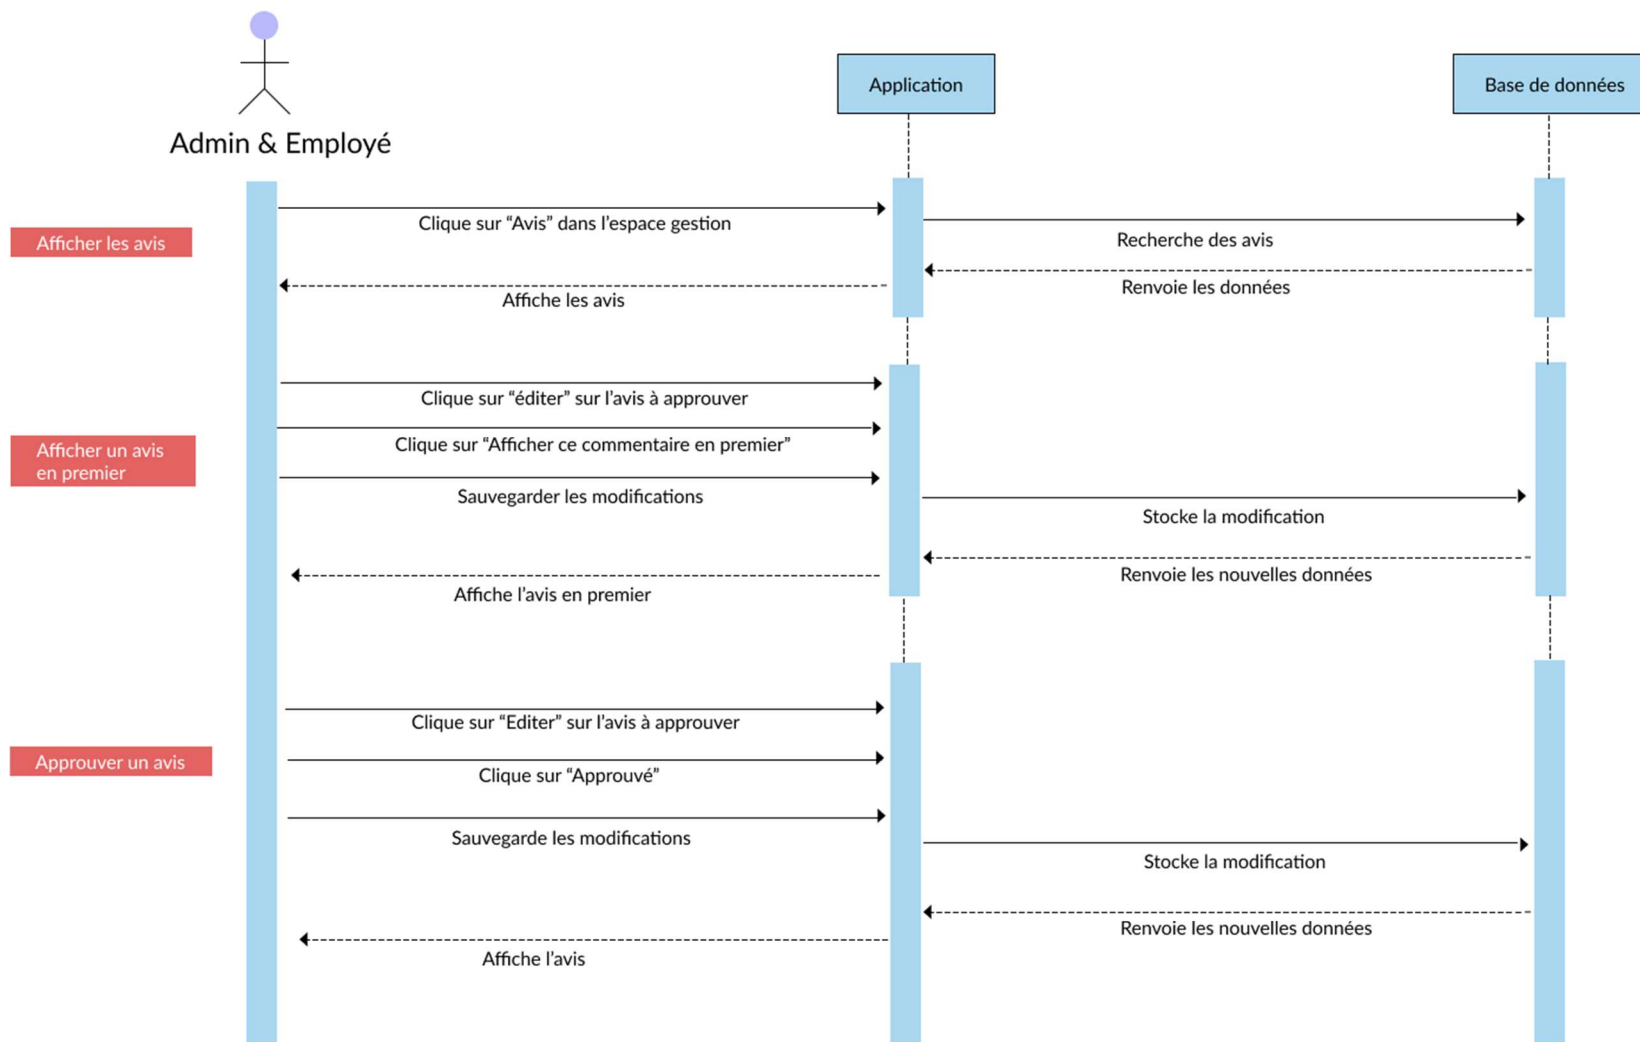 Admin & Employé
Application
Base de données
Clique sur “Avis” dans l’espace gestion
Afficher les avis
Recherche des avis
Renvoie les données
Affiche les avis
Clique sur “éditer” sur l’avis à approuver
Afficher un avis
en premier
Clique sur “Afficher ce commentaire en premier”
Sauvegarder les modifications
Stocke la modification
Renvoie les nouvelles données
Affiche l’avis en premier
Clique sur “Editer” sur l’avis à approuver
Approuver un avis
Clique sur “Approuvé”
Sauvegarde les modifications
Stocke la modification
Renvoie les nouvelles données
Affiche l’avis